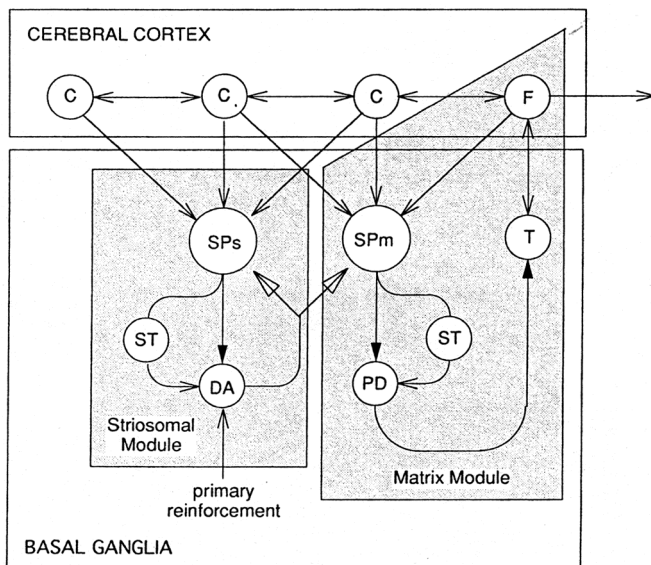 CEREBRAL CORTEX
C
C
C
F
SPs
SPm
T
ST
ST
DA
PD
Striosomal
Module
Matrix Module
primary
reinforcement
BASAL GANGLIA